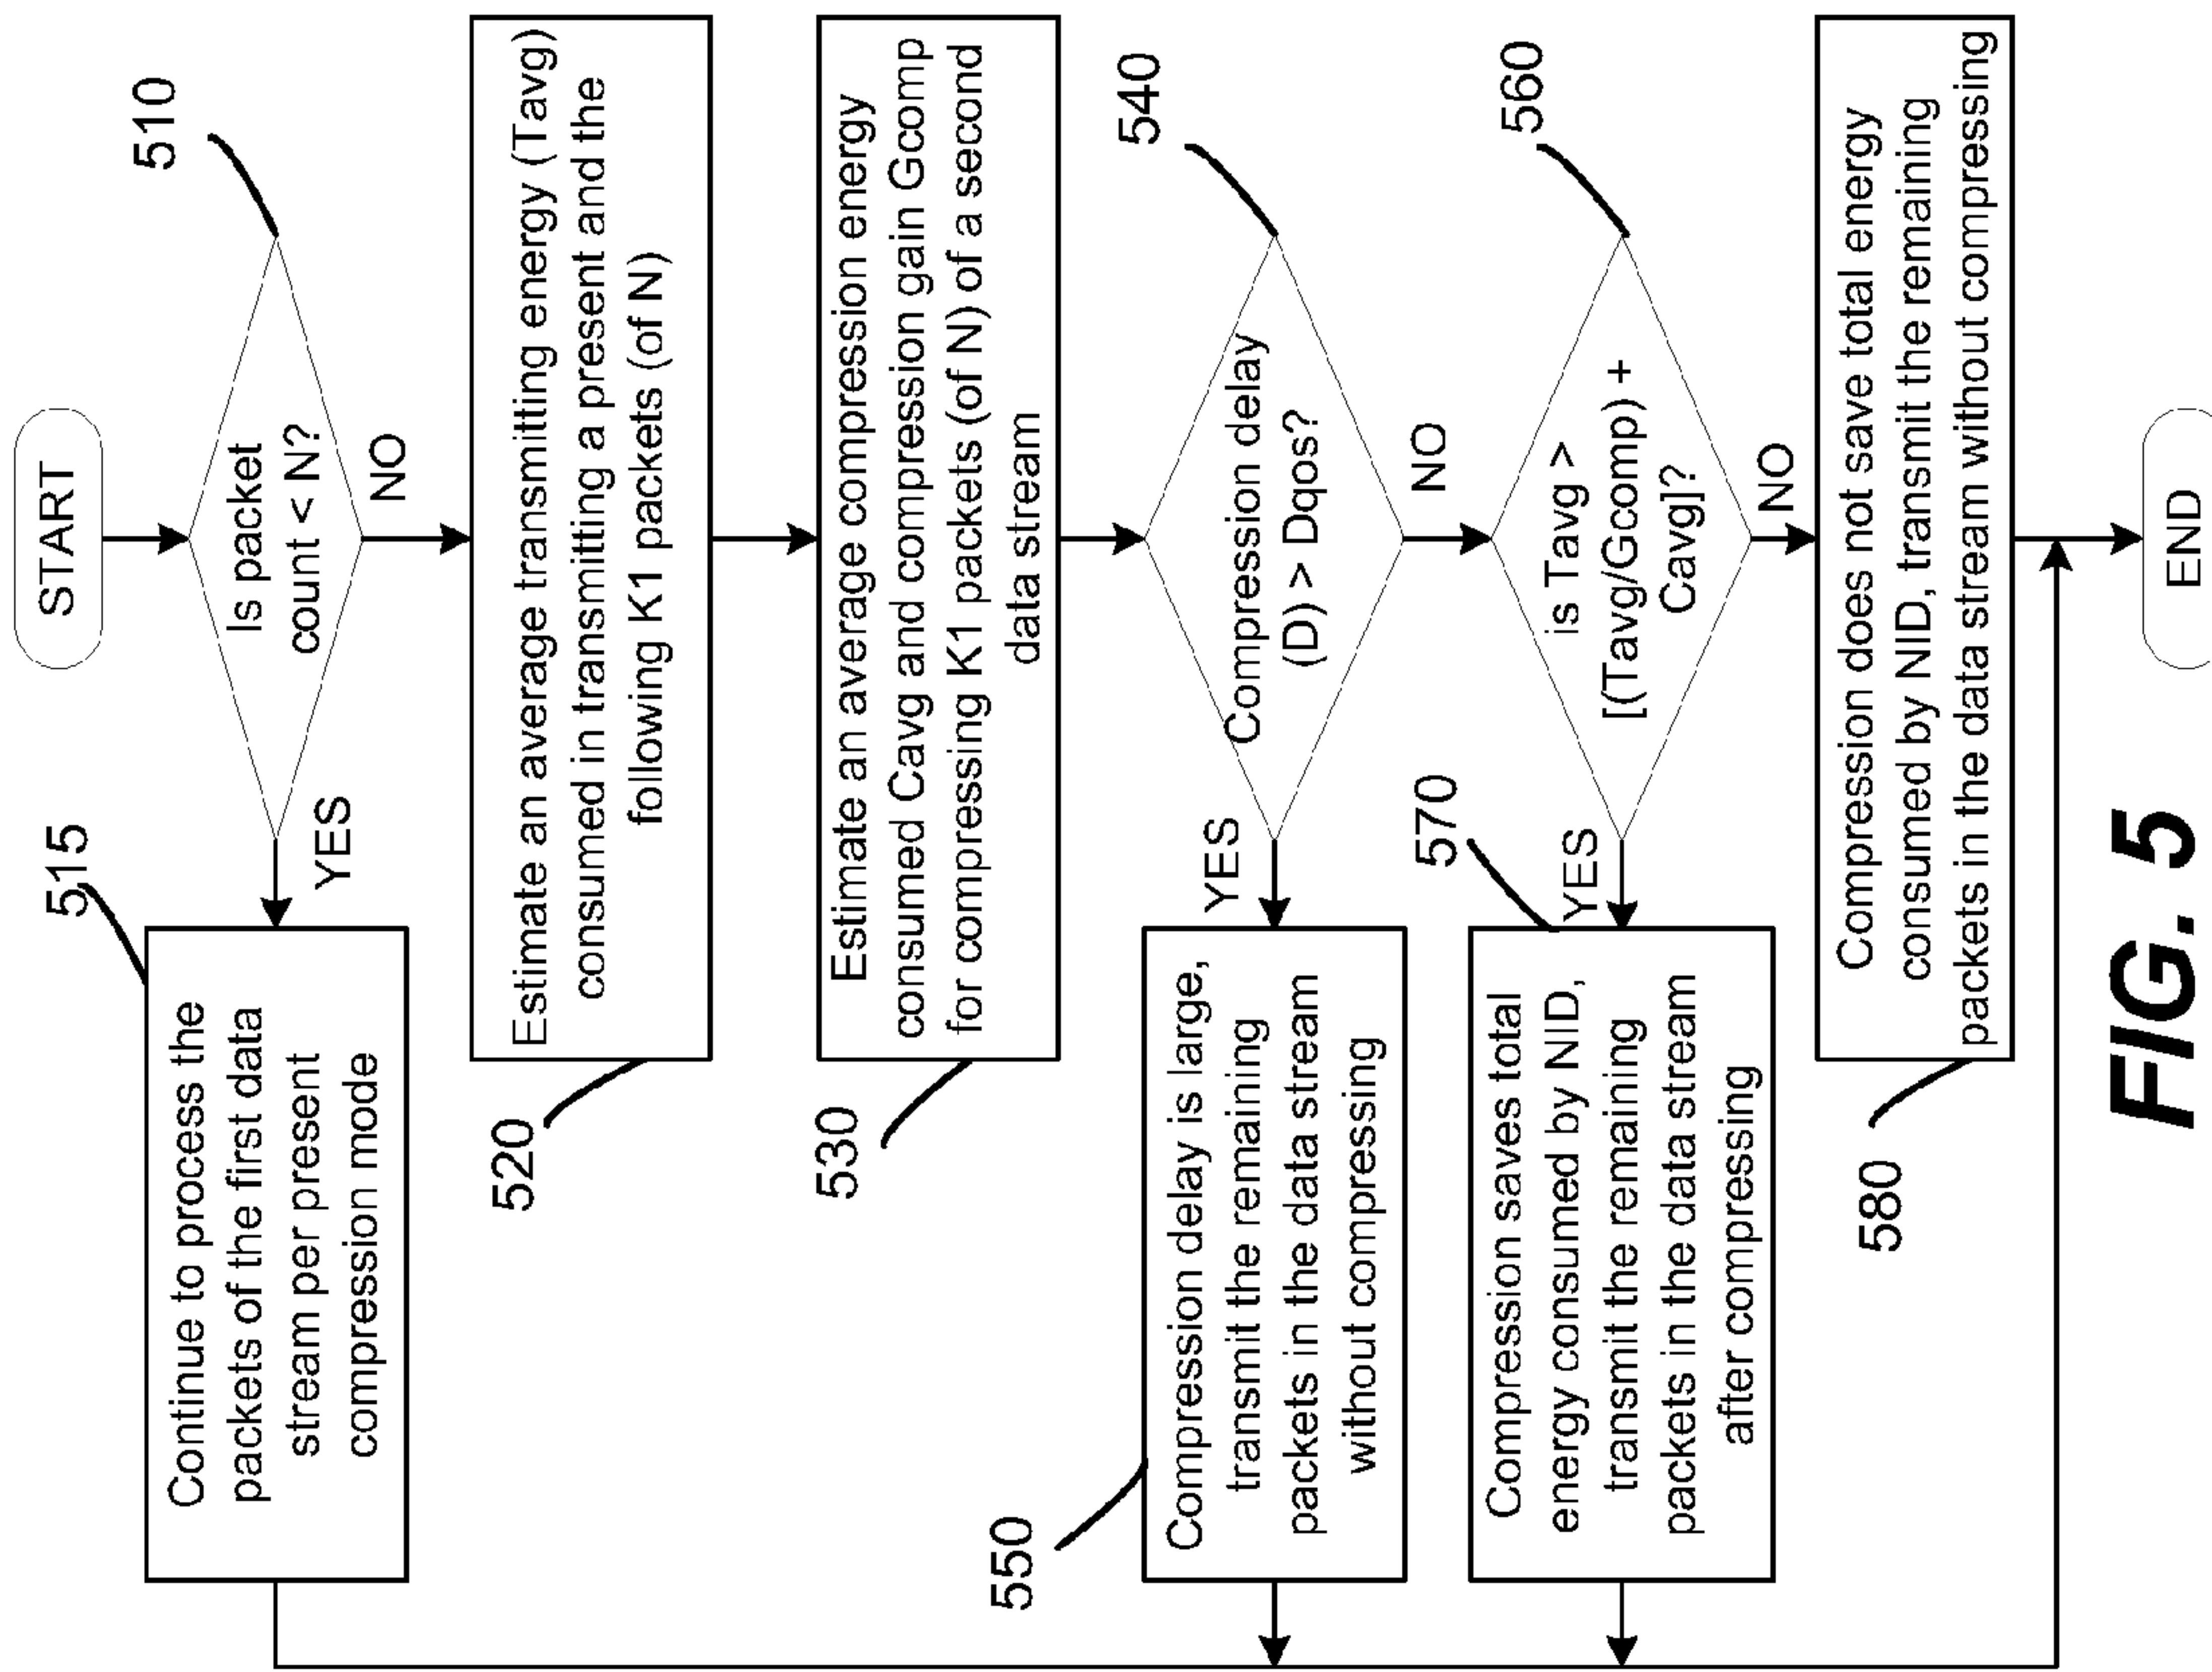 START
510
Is packet
count < N?
YES
NO
515
Continue to process the
packets of the first data
stream per present
compression mode
Estimate an average transmitting energy (Tavg)
consumed in transmitting a present and the
following K1 packets (of N)
520
Estimate an average compression energy
consumed Cavg and compression gain Gcomp
for compressing K1 packets (of N) of a second
data stream
530
540
Compression delay
(D) > Dqos?
YES
NO
Compression delay is large,
transmit the remaining
packets in the data stream
without compressing
550
560
is Tavg >
[(Tavg/Gcomp) +
Cavg]?
YES
NO
570
Compression saves total
energy consumed by NID,
transmit the remaining
packets in the data stream
after compressing
Compression does not save total energy
consumed by NID, transmit the remaining
packets in the data stream without compressing
580
END
FIG. 5